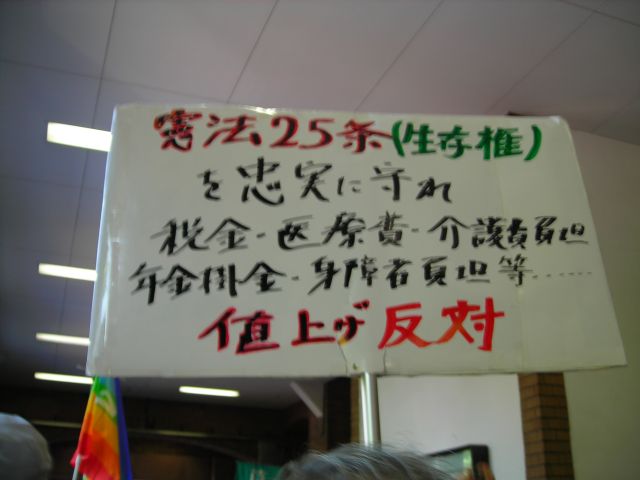 憲法25条(生存権)
を忠実に守れ
税金-医療費-介護費負担
年金掛金-身障者負担等......
値上げ反対